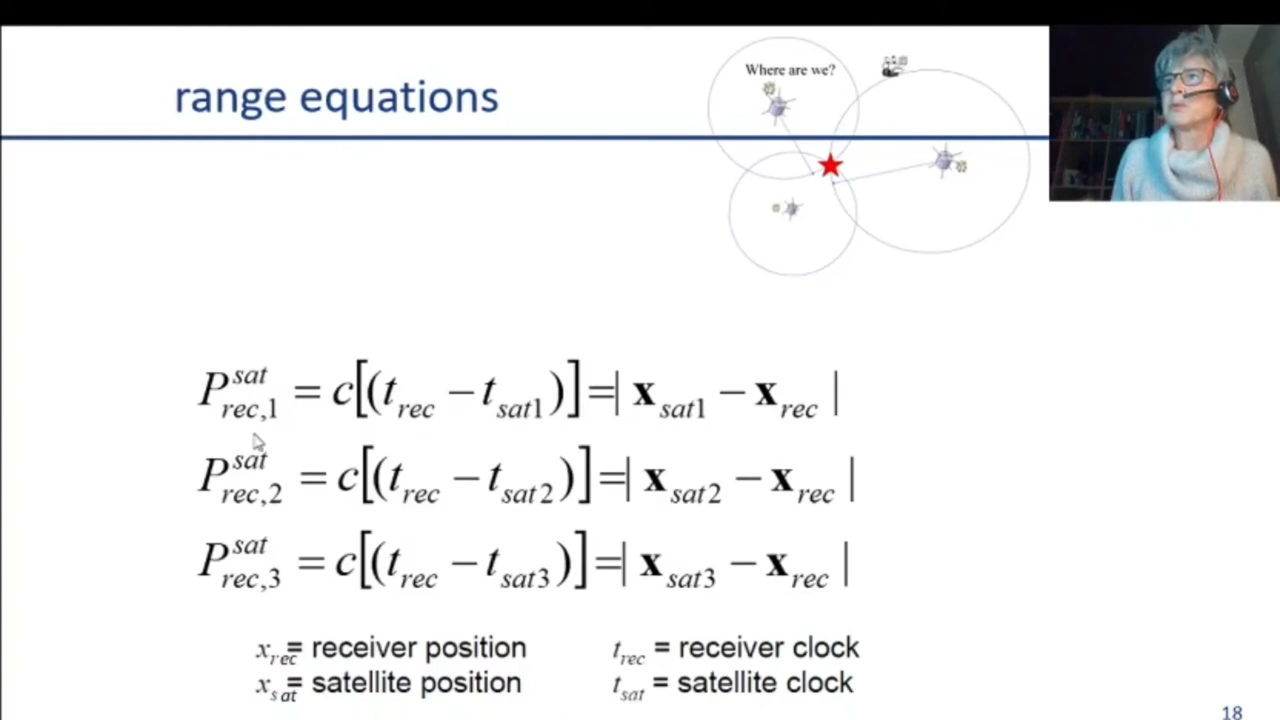 Where are we?
range equations
P^{sat}_{rec,1} = c[(t_{rec} − t_{sat1})] = | x_{sat1} − x_{rec} |
P^{sat}_{rec,2} = c[(t_{rec} − t_{sat2})] = | x_{sat2} − x_{rec} |
P^{sat}_{rec,3} = c[(t_{rec} − t_{sat3})] = | x_{sat3} − x_{rec} |
x_{rec} = receiver position t_{rec} = receiver clock
x_{sat} = satellite position t_{sat} = satellite clock
18